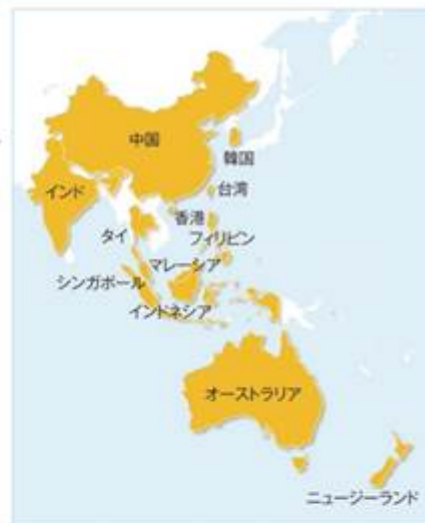 中国
韓国
インド
台湾
香港
タイ
フィリピン
マレーシア
シンガポール
インドネシア
オーストラリア
ニュージーランド